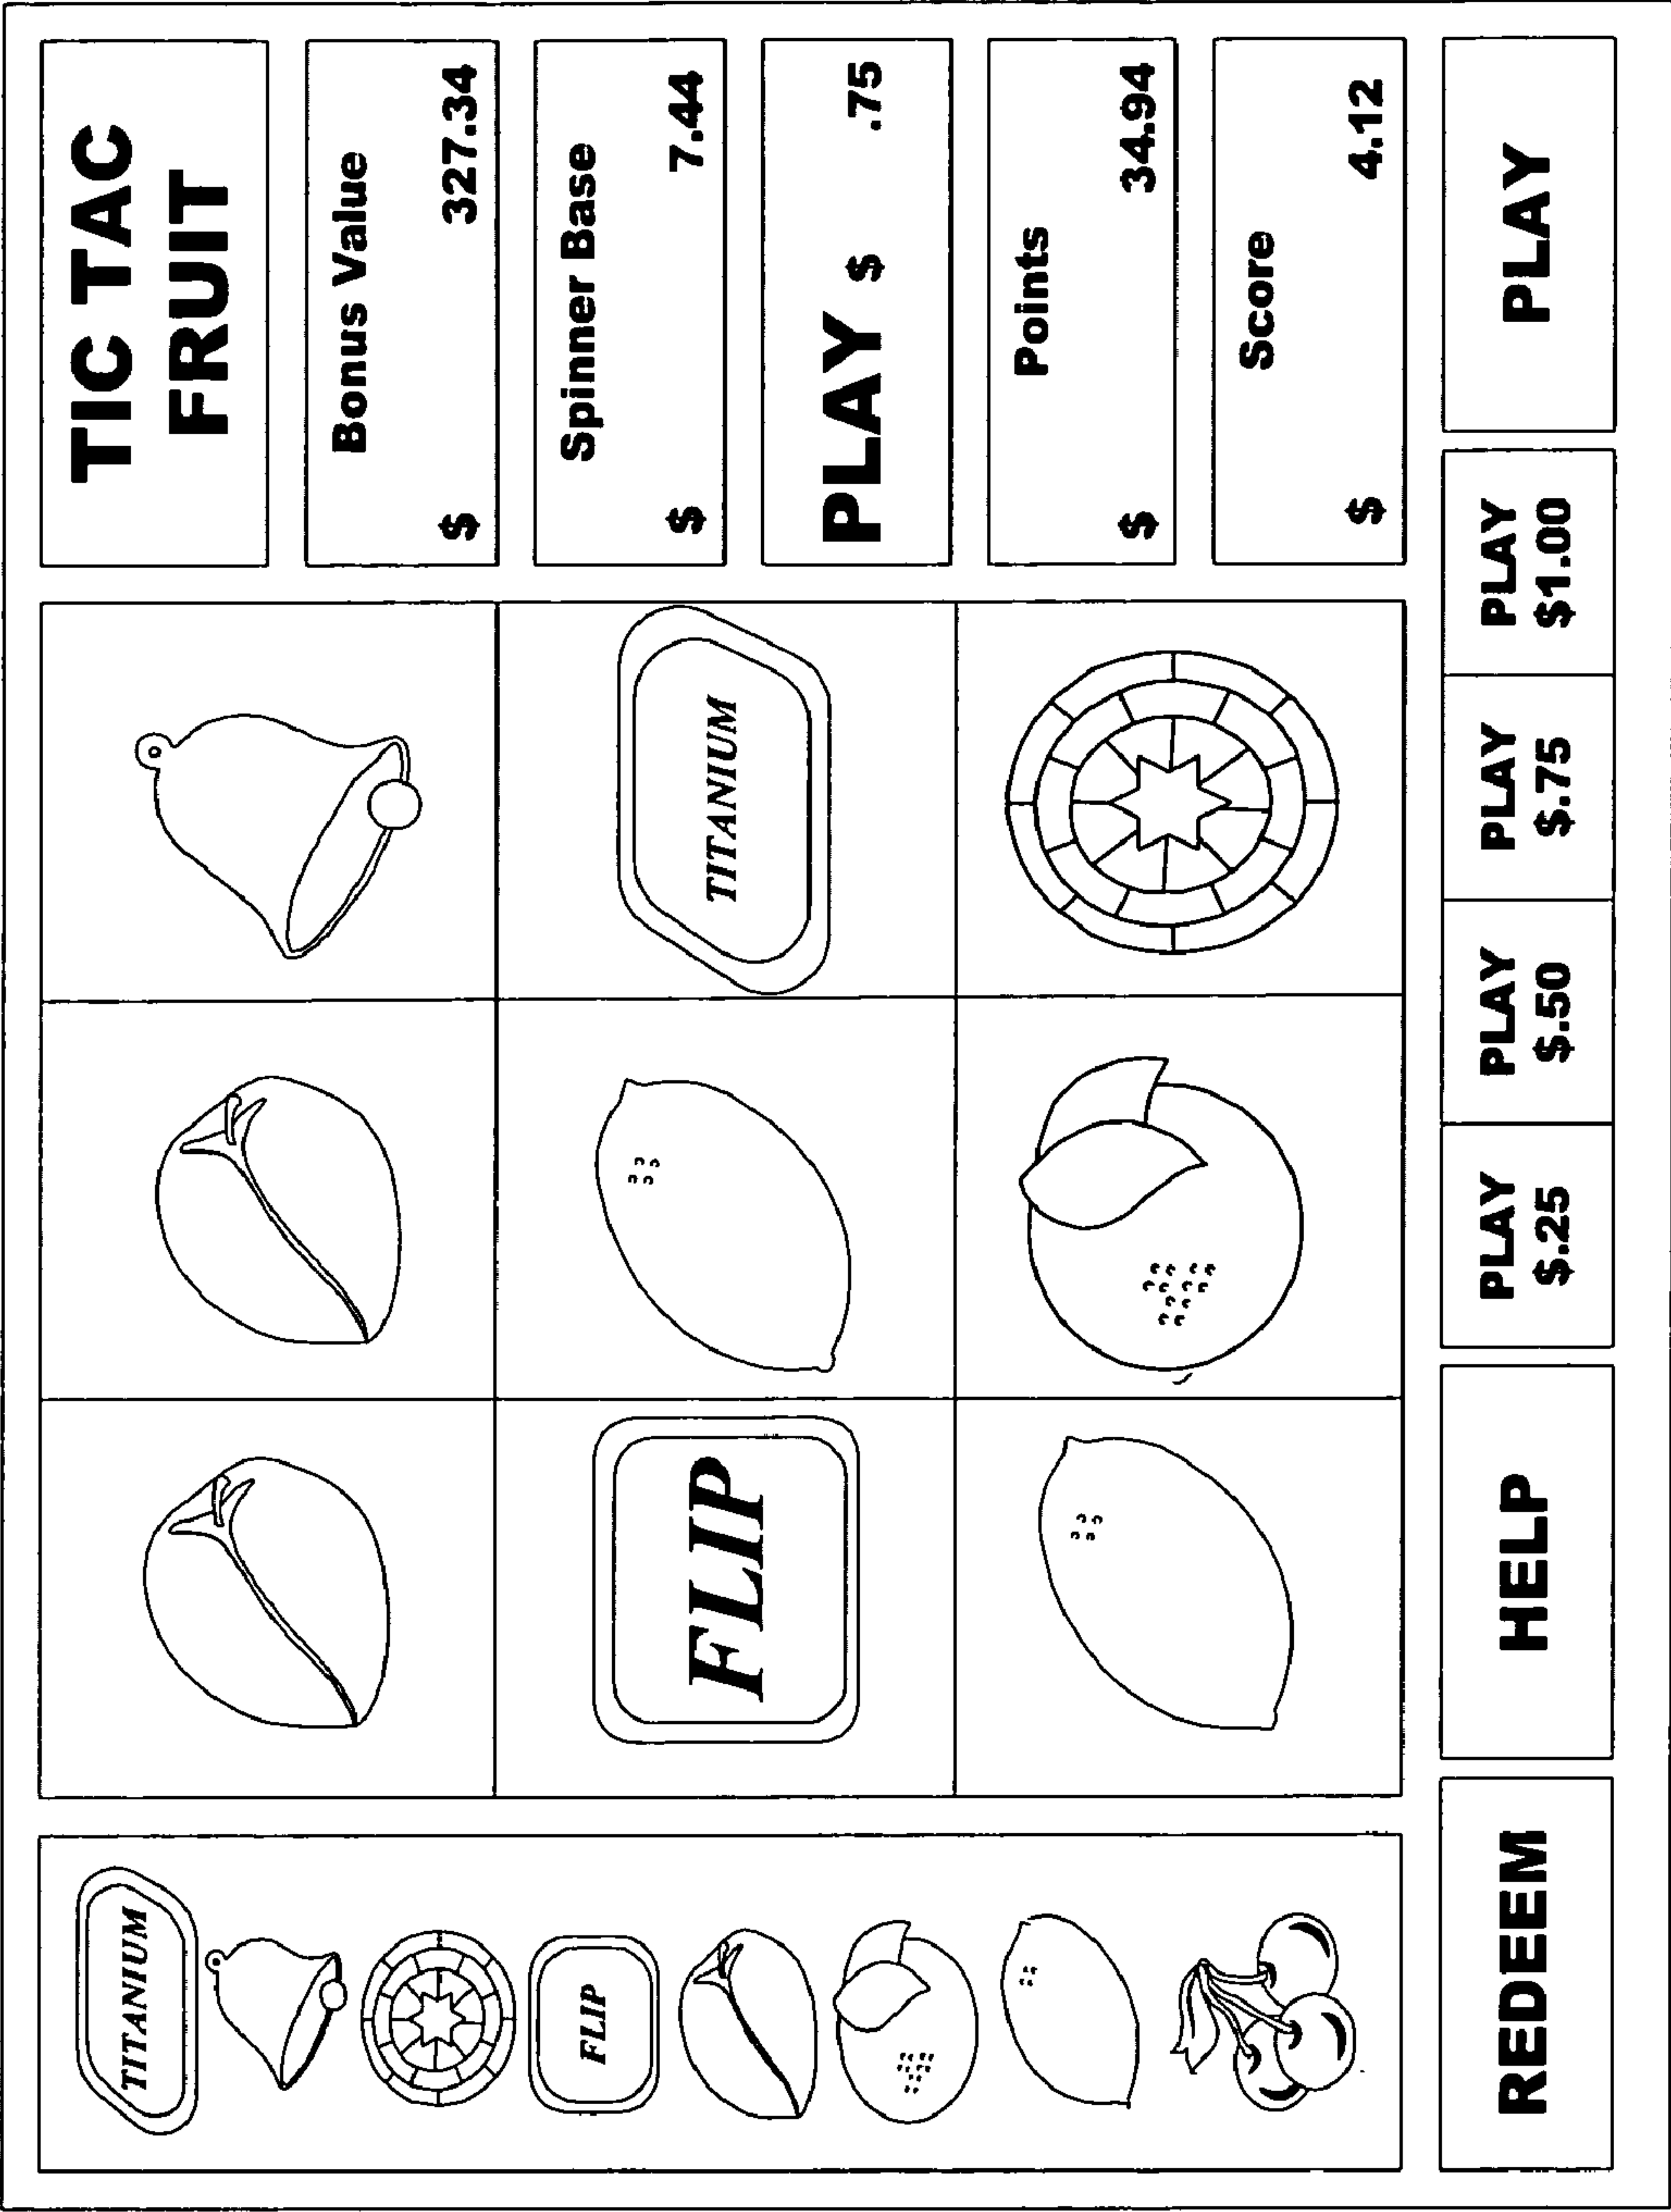 TITANIUM
FLIP
FLIP
TITANIUM
TIC TAC
FRUIT
Bonus Value
$ 327.34
Spinner Base
$ 7.44
PLAY $ .75
Points
$ 34.94
Score
$ 4.12
REDEEM
HELP
PLAY
$.25
PLAY
$.50
PLAY
$.75
PLAY
$1.00
PLAY